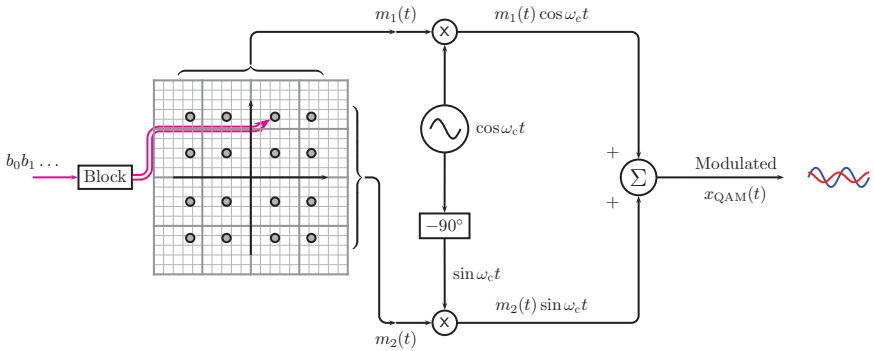 m₁(t)
m₁(t) cos ω_c t
x
b₀b₁ …
Block
cos ω_c t
+
Σ
+
Modulated
x_QAM(t)
−90°
sin ω_c t
m₂(t) sin ω_c t
x
m₂(t)